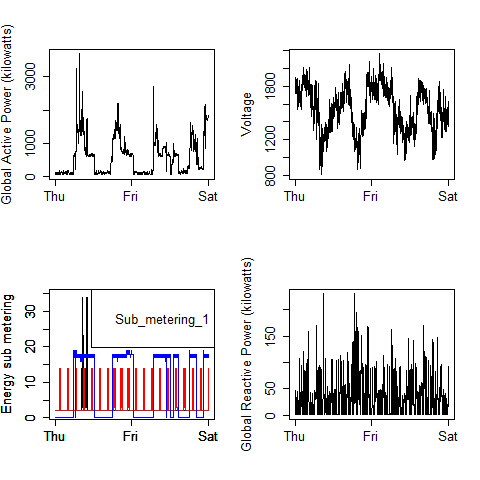 Global Active Power (kilowatts)
0
1000
3000
Thu
Fri
Sat
Voltage
800
1200
1800
Thu
Fri
Sat
Energy sub metering
0
10
20
30
Sub_metering_1
Thu
Fri
Sat
Global Reactive Power (kilowatts)
0
50
150
Thu
Fri
Sat